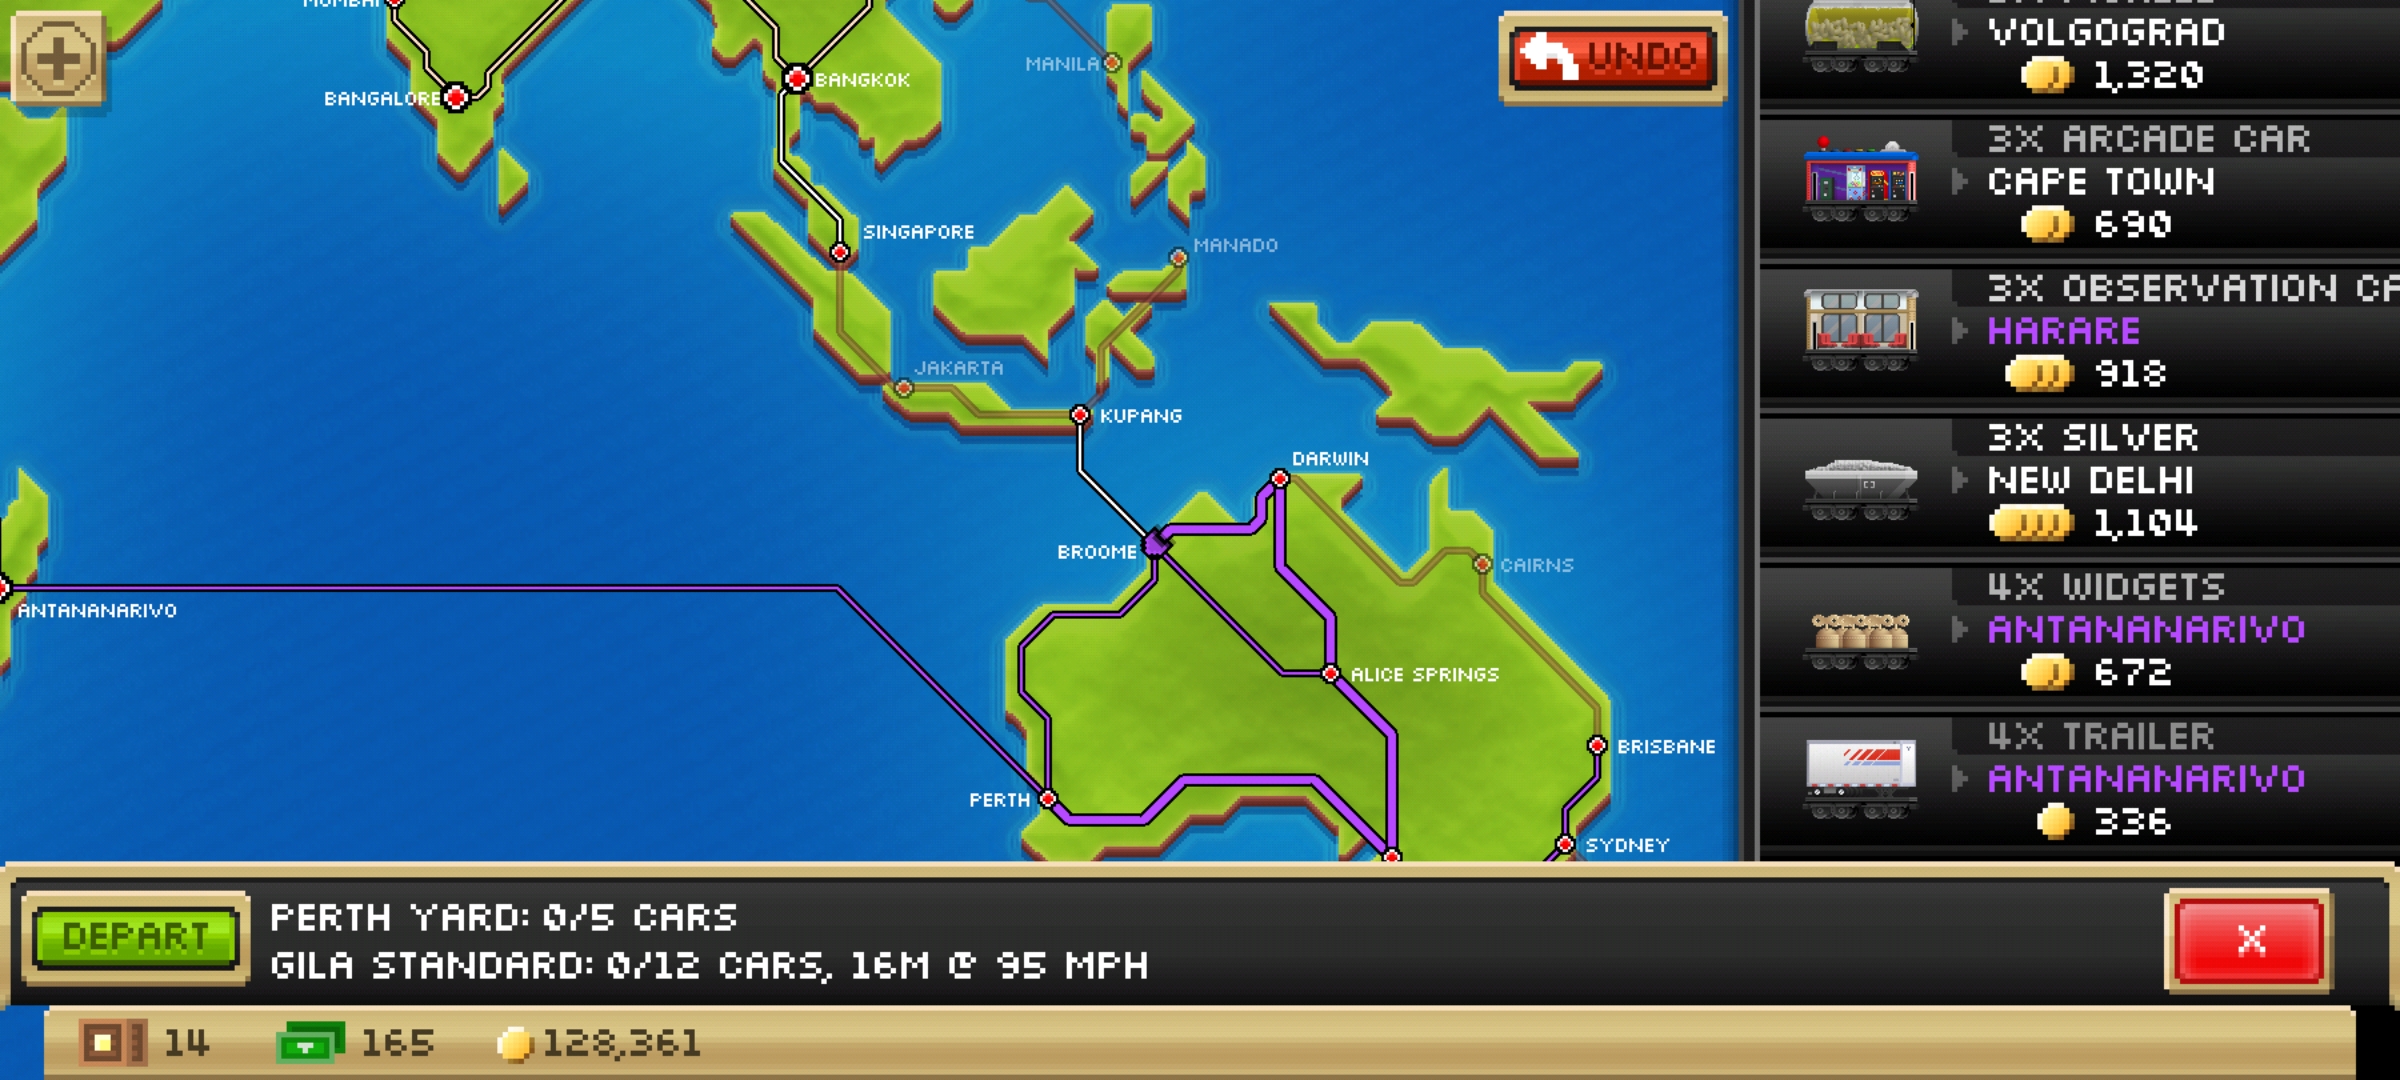 MUMBAI
BANGALORE
BANGKOK
MANILA
SINGAPORE
MANADO
JAKARTA
KUPANG
DARWIN
BROOME
CAIRNS
ANTANANARIVO
ALICE SPRINGS
PERTH
BRISBANE
SYDNEY
UNDO
VOLGOGRAD
1,320
3X ARCADE CAR
CAPE TOWN
690
3X OBSERVATION CA
HARARE
918
3X SILVER
NEW DELHI
1,104
4X WIDGETS
ANTANANARIVO
672
4X TRAILER
ANTANANARIVO
336
DEPART
PERTH YARD: 0/5 CARS
GILA STANDARD: 0/12 CARS, 16M @ 95 MPH
X
14
165
128,361